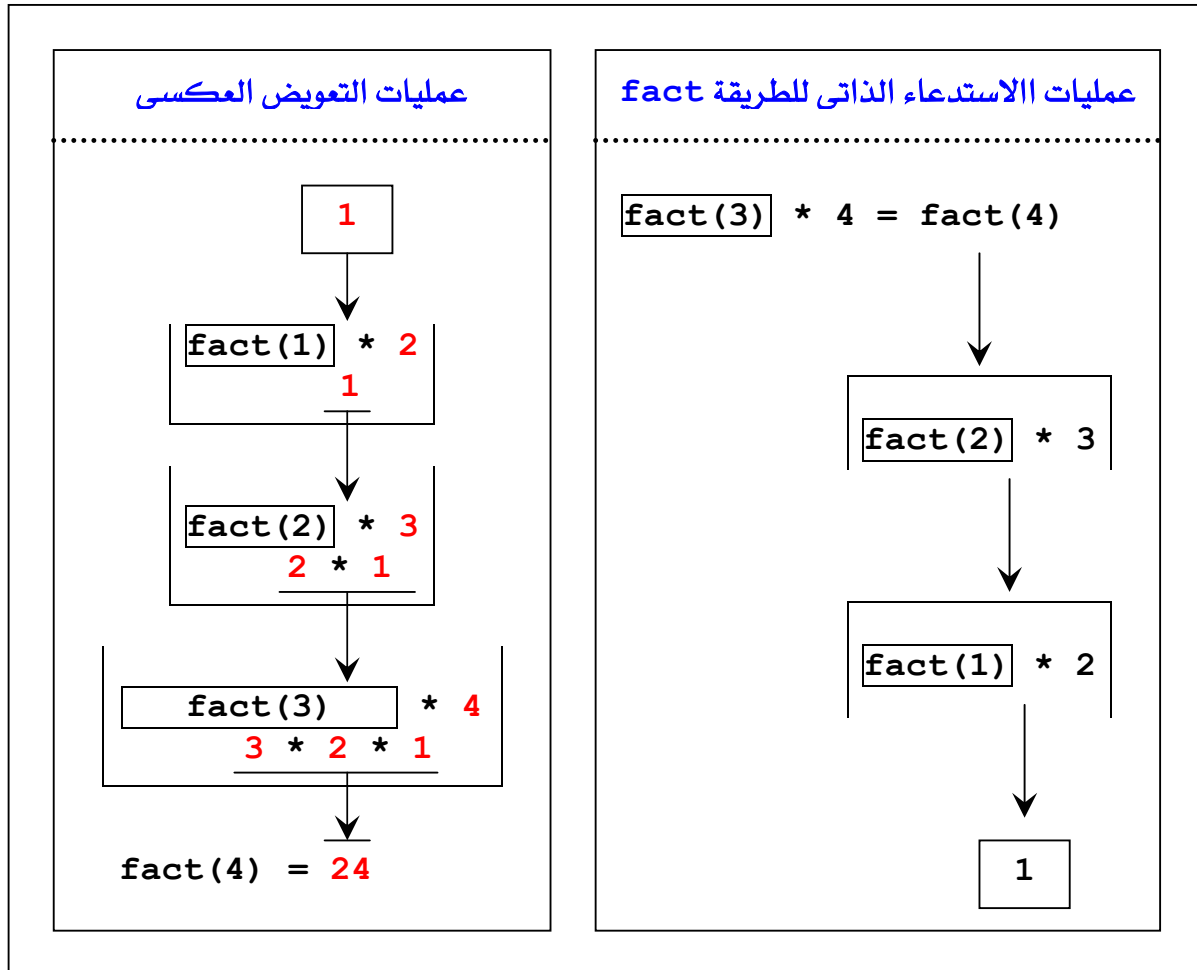 عمليات االاستدعاء الذاتى للطريقة fact
fact(3) * 4 = fact(4)
fact(2) * 3
fact(1) * 2
1
عمليات التعويض العكسى
1
fact(1) * 2
1
fact(2) * 3
2 * 1
fact(3) * 4
3 * 2 * 1
fact(4) = 24